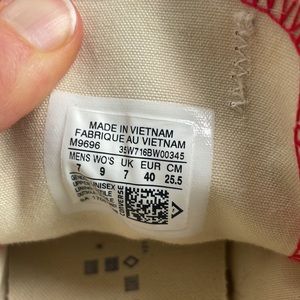 MADE IN VIETNAM
FABRIQUE AU VIETNAM
M9696 35W716BW00345
MENS WO'S UK EUR CM
7 9 7 40 25.5
UNISEX
CONVERSE